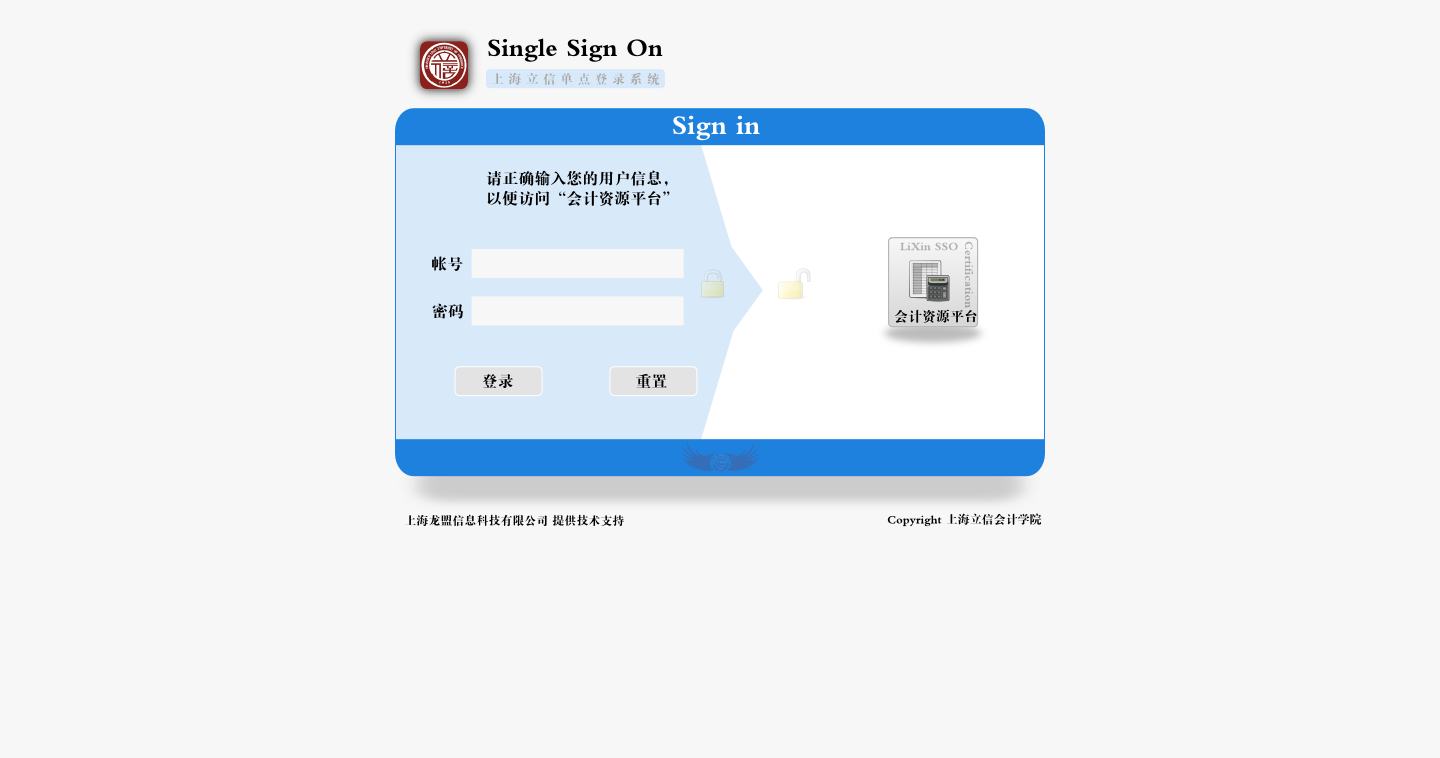 Single Sign On
上海立信单点登录系统
Sign in
请正确输入您的用户信息，
以便访问“会计资源平台”
帐号
密码
登录
重置
LiXin SSO
Certification
会计资源平台
上海龙盟信息科技有限公司 提供技术支持
Copyright 上海立信会计学院